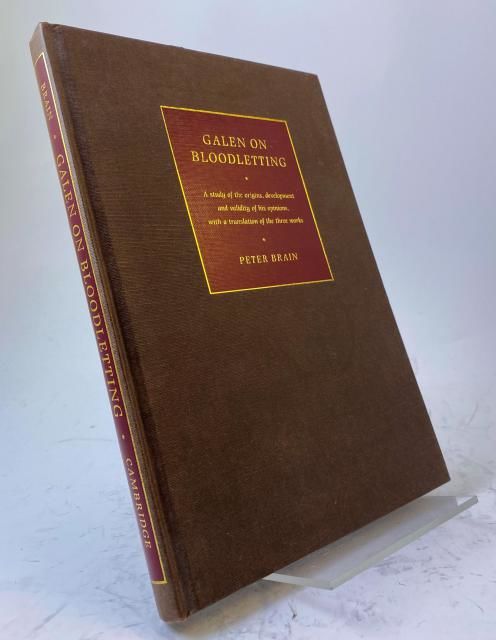 GALEN ON
BLOODLETTING
A study of the origins, development
and validity of his opinions,
with a translation of the three works
PETER BRAIN
BRAIN • GALEN ON BLOODLETTING • CAMBRIDGE